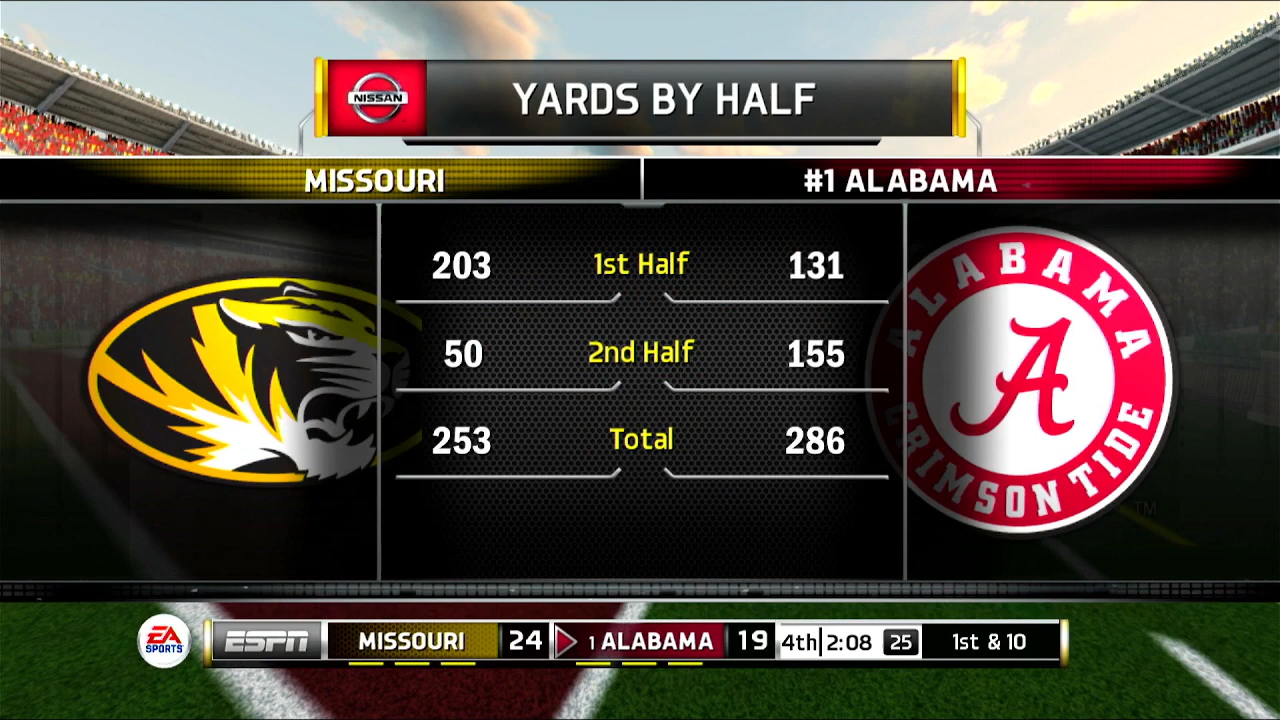 NISSAN
YARDS BY HALF
MISSOURI
#1 ALABAMA
203 1st Half 131
50 2nd Half 155
253 Total 286
ALABAMA
A
CRIMSON TIDE
TM
EA
SPORTS
ESPN MISSOURI 24 1 ALABAMA 19 4th 2:08 25 1st & 10